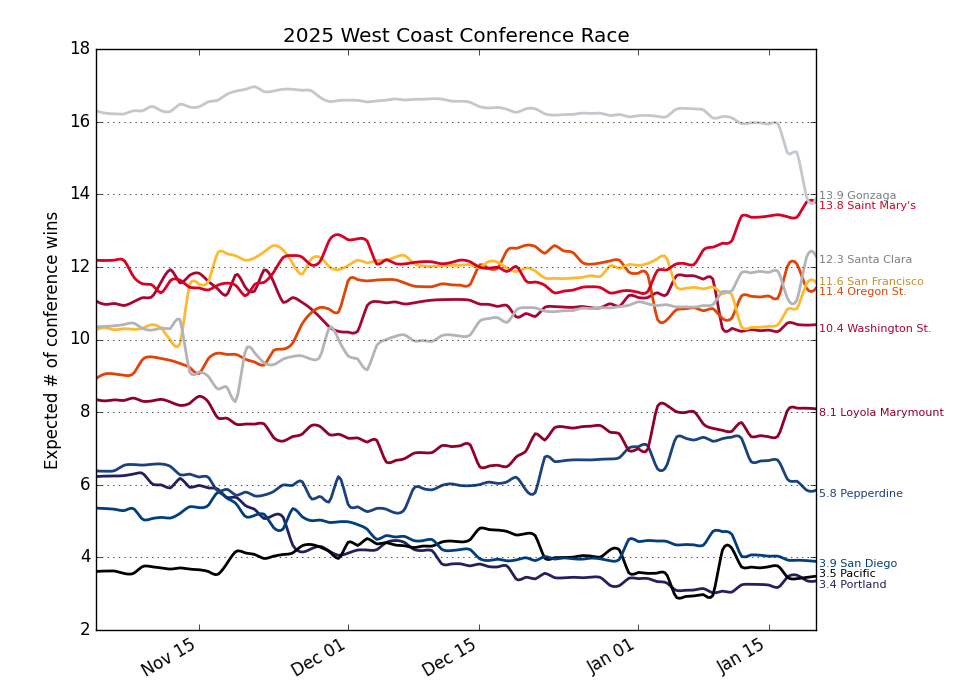 2025 West Coast Conference Race
Expected # of conference wins
18
16
14
12
10
8
6
4
2
Nov 15
Dec 01
Dec 15
Jan 01
Jan 15
13.9 Gonzaga
13.8 Saint Mary's
12.3 Santa Clara
11.6 San Francisco
11.4 Oregon St.
10.4 Washington St.
8.1 Loyola Marymount
5.8 Pepperdine
3.9 San Diego
3.5 Pacific
3.4 Portland